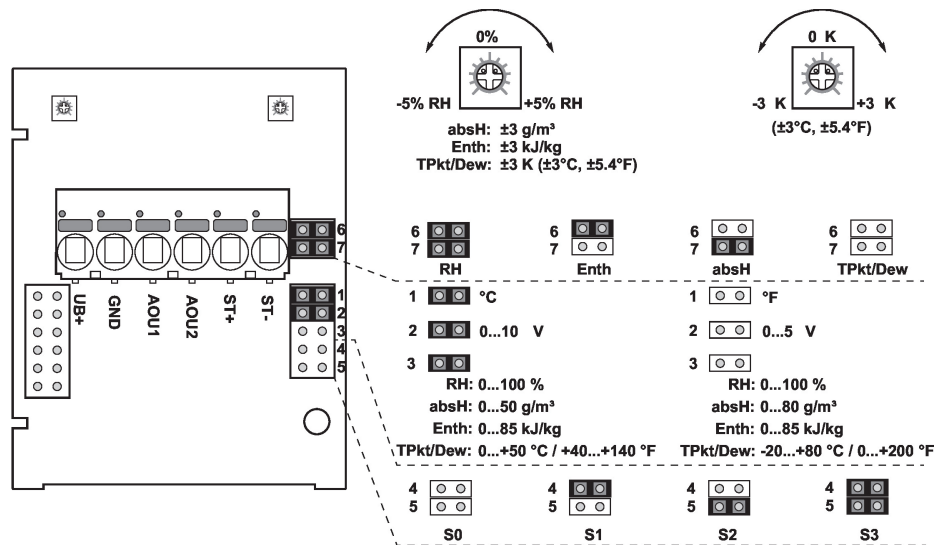 0%
-5% RH +5% RH
absH: ±3 g/m³
Enth: ±3 kJ/kg
TPkt/Dew: ±3 K (±3°C, ±5.4°F)
0 K
-3 K +3 K
(±3°C, ±5.4°F)
6
7
UB+
GND
AOU1
AOU2
ST+
ST-
1
2
3
4
5
6
7
RH
6
7
Enth
6
7
absH
6
7
TPkt/Dew
1 °C
1 °F
2 0...10 V
2 0...5 V
3
RH: 0...100 %
absH: 0...50 g/m³
Enth: 0...85 kJ/kg
TPkt/Dew: 0...+50 °C / +40...+140 °F
3
RH: 0...100 %
absH: 0...80 g/m³
Enth: 0...85 kJ/kg
TPkt/Dew: -20...+80 °C / 0...+200 °F
4
5
S0
4
5
S1
4
5
S2
4
5
S3